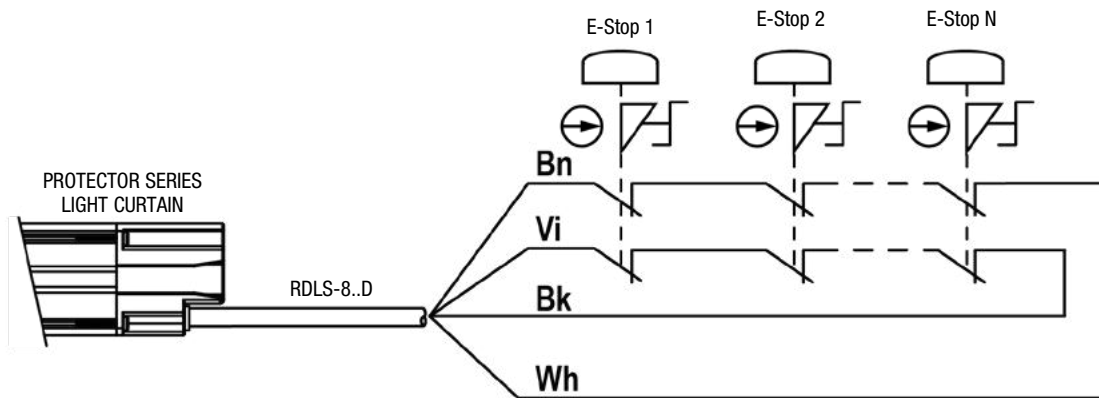 E-Stop 1
E-Stop 2
E-Stop N
PROTECTOR SERIES
LIGHT CURTAIN
RDLS-8..D
Bn
Vi
Bk
Wh